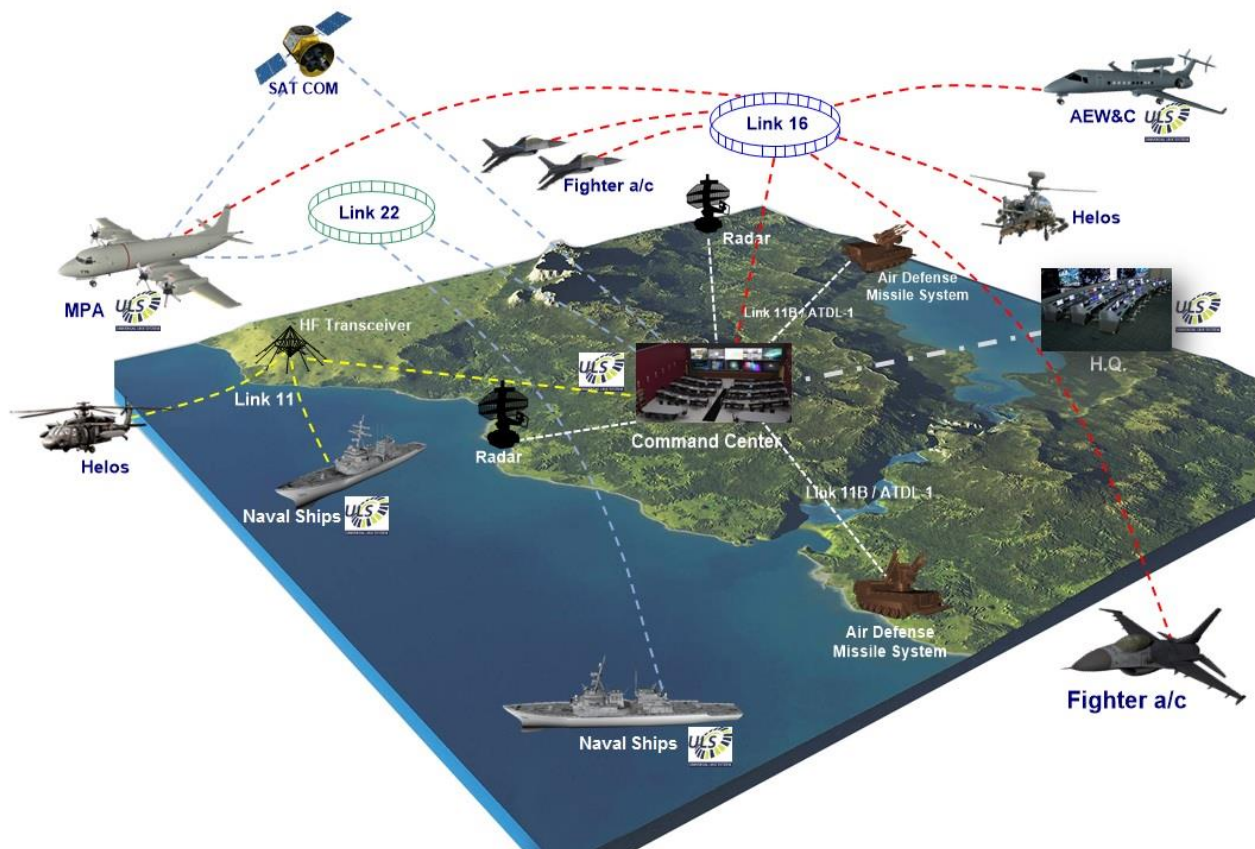 SAT COM
AEW&C
ULS
Link 16
Fighter a/c
Link 22
Helos
Radar
Air Defense
Missile System
MPA
ULS
HF Transceiver
Link 11B / ATDL-1
ULS
H.Q.
ULS
Link 11
Command Center
Helos
Radar
Link 11B / ATDL-1
Naval Ships
ULS
Air Defense
Missile System
Fighter a/c
Naval Ships
ULS